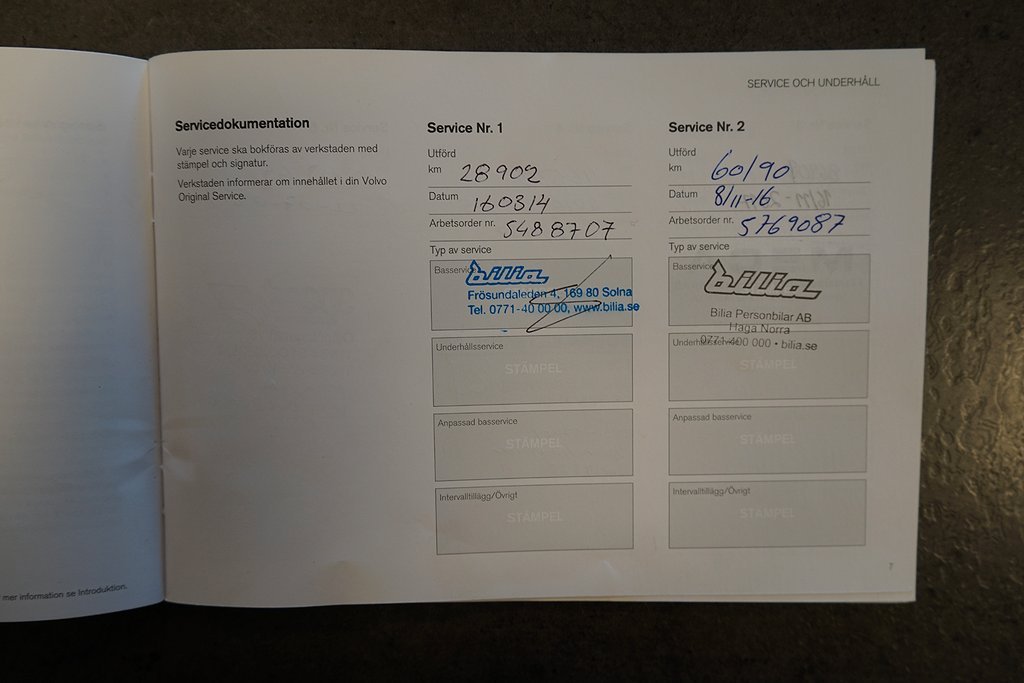 SERVICE OCH UNDERHÅLL
Servicedokumentation
Varje service ska bokföras av verkstaden med
stämpel och signatur.
Verkstaden informerar om innehållet i din Volvo
Original Service.
mer information se Introduktion.
Service Nr. 1
Utförd
km 28902
Datum 160314
Arbetsorder nr. 5488707
Typ av service
Basservice
bilia
Frösundaleden 4, 169 80 Solna
Tel. 0771-40 00 00, www.bilia.se
Underhållsservice
STÄMPEL
Anpassad basservice
STÄMPEL
Intervalltillägg/Övrigt
STÄMPEL
Service Nr. 2
Utförd
km 60190
Datum 8/11-16
Arbetsorder nr. 5769087
Typ av service
Basservice
bilia
Bilia Personbilar AB
Haga Norra
0771-400 000 • bilia.se
Underhållsservice
STÄMPEL
Anpassad basservice
STÄMPEL
Intervalltillägg/Övrigt
STÄMPEL
7